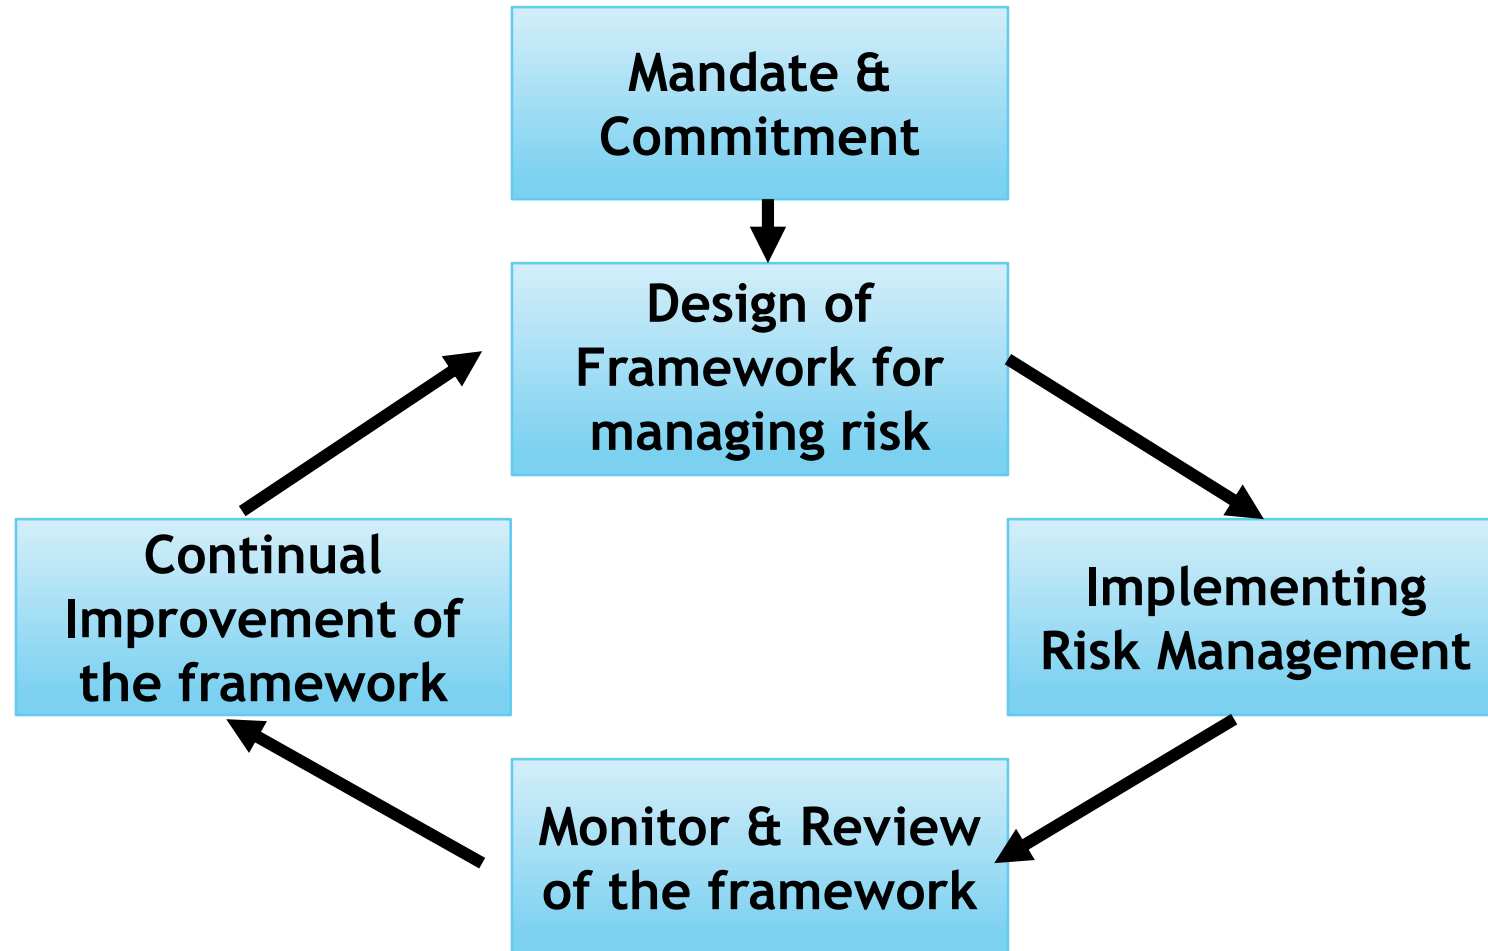 Mandate &
Commitment
Design of
Framework for
managing risk
Continual
Improvement of
the framework
Implementing
Risk Management
Monitor & Review
of the framework